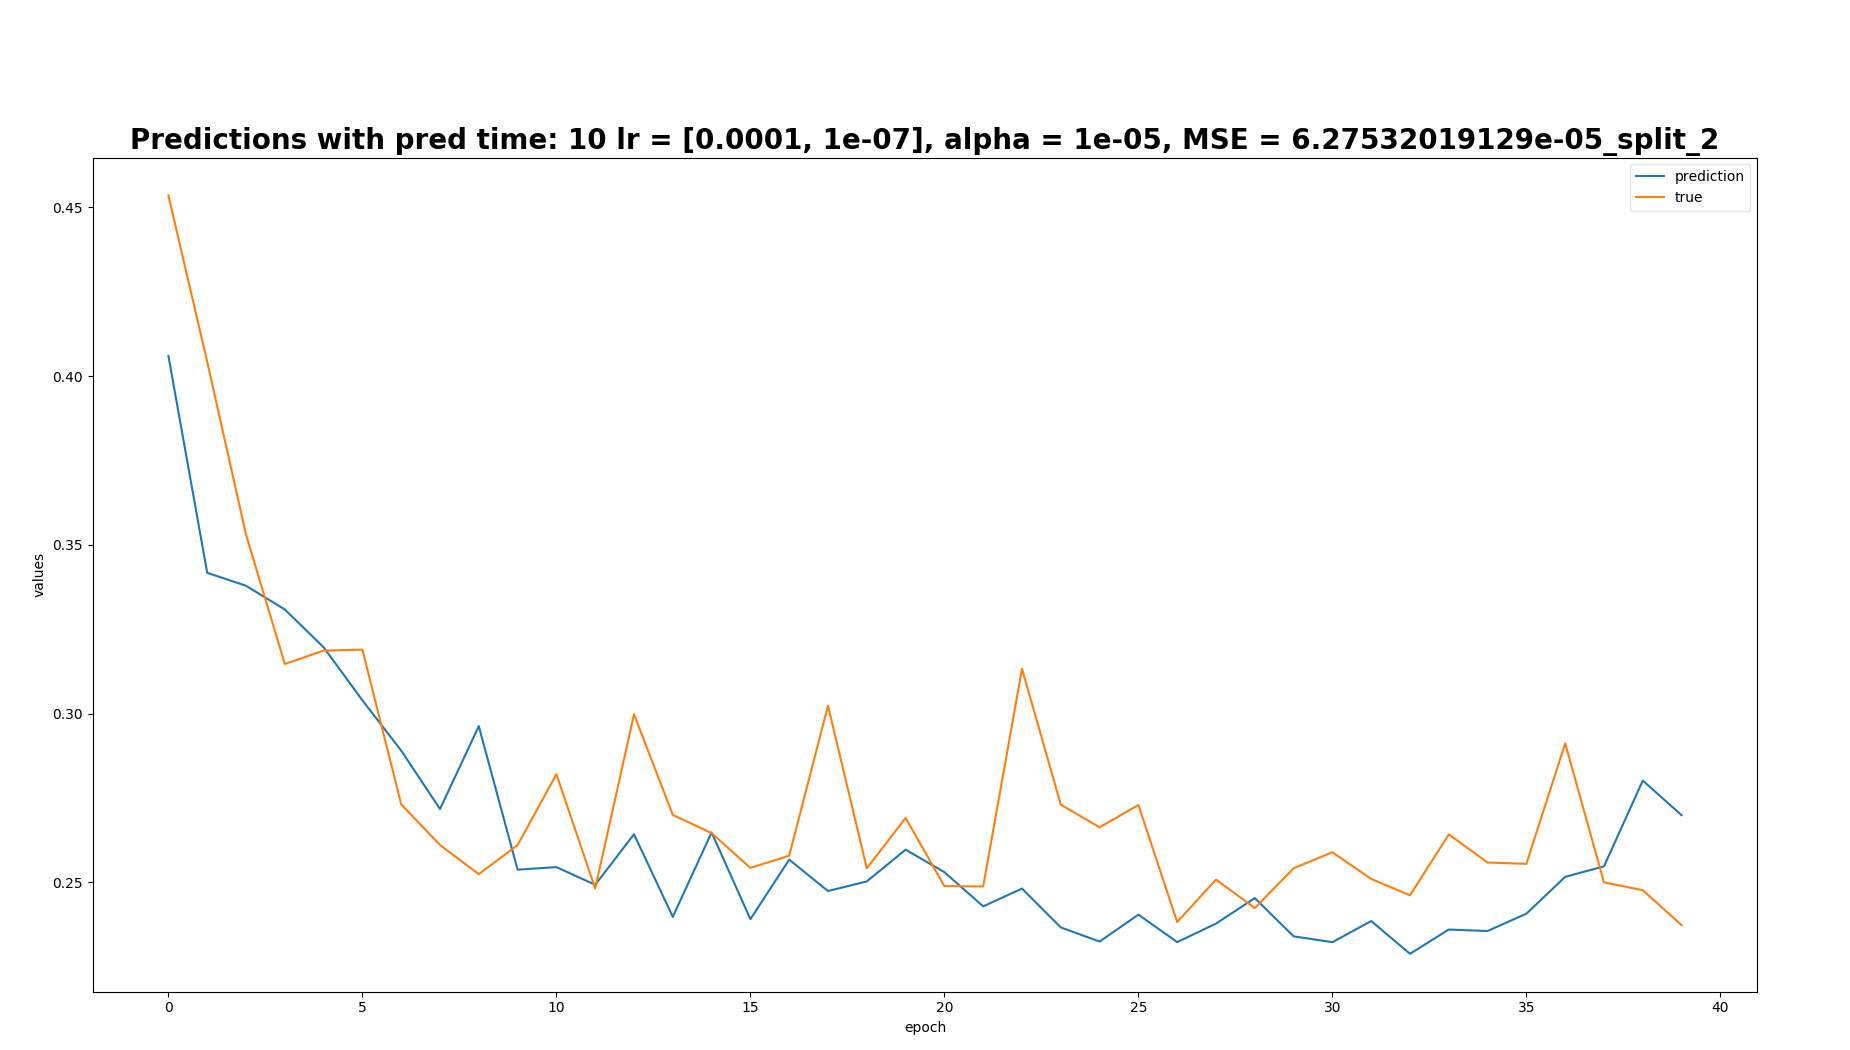 Predictions with pred time: 10 lr = [0.0001, 1e-07], alpha = 1e-05, MSE = 6.27532019129e-05_split_2
prediction
true
0.45
0.40
0.35
0.30
0.25
values
0 5 10 15 20 25 30 35 40
epoch